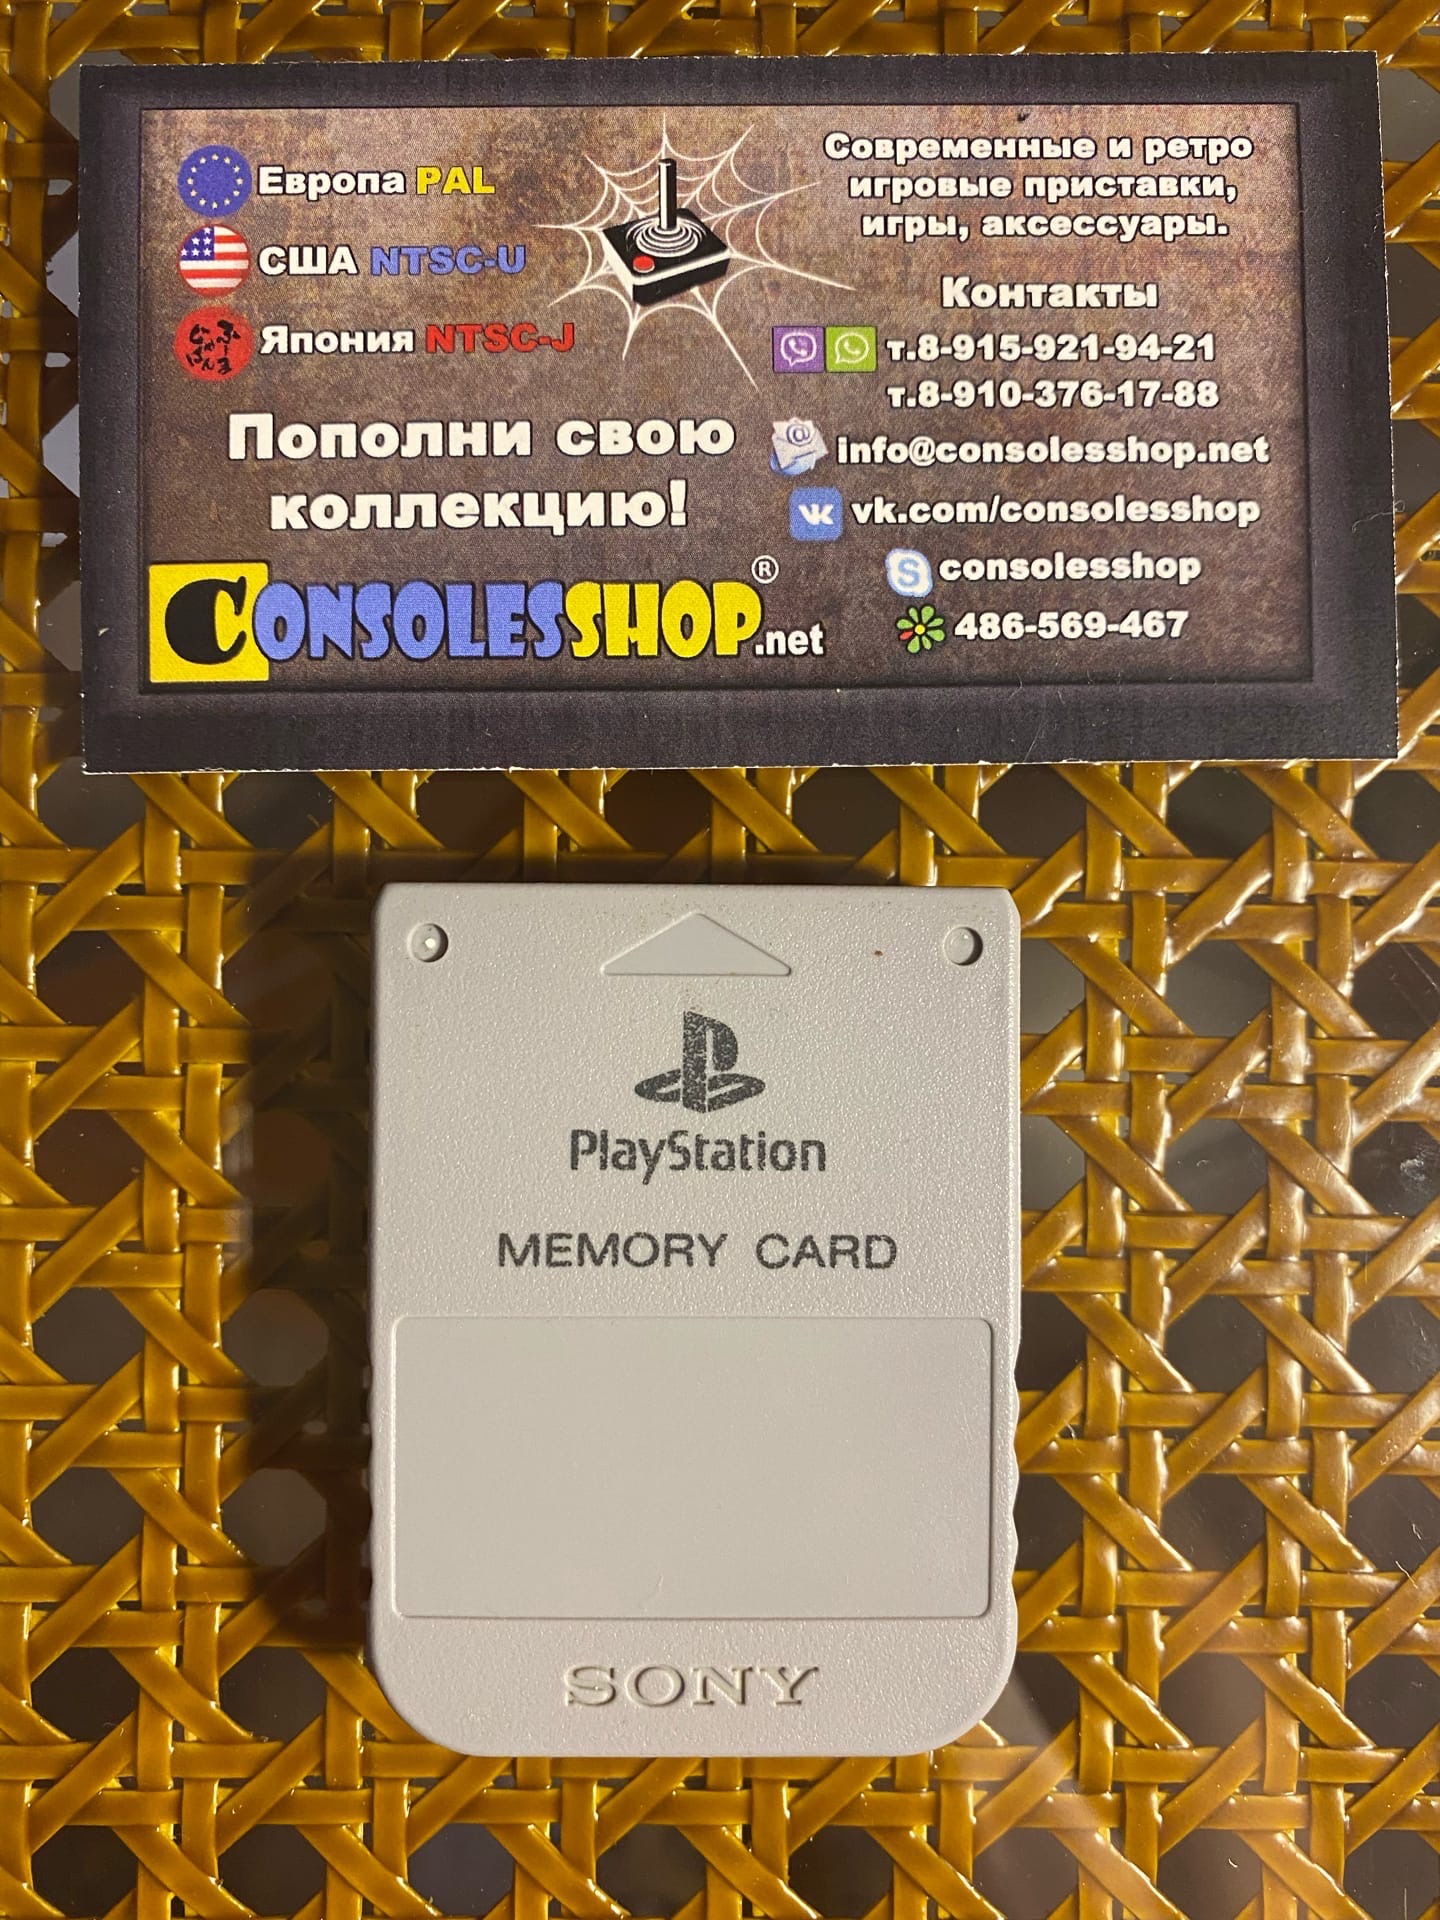 Европа PAL
США NTSC-U
Япония NTSC-J
Пополни свою
коллекцию!
CONSOLESSHOP®.net
Современные и ретро
игровые приставки,
игры, аксессуары.
Контакты
т.8-915-921-94-21
т.8-910-376-17-88
info@consolesshop.net
vk.com/consolesshop
consolesshop
486-569-467
PlayStation
MEMORY CARD
SONY